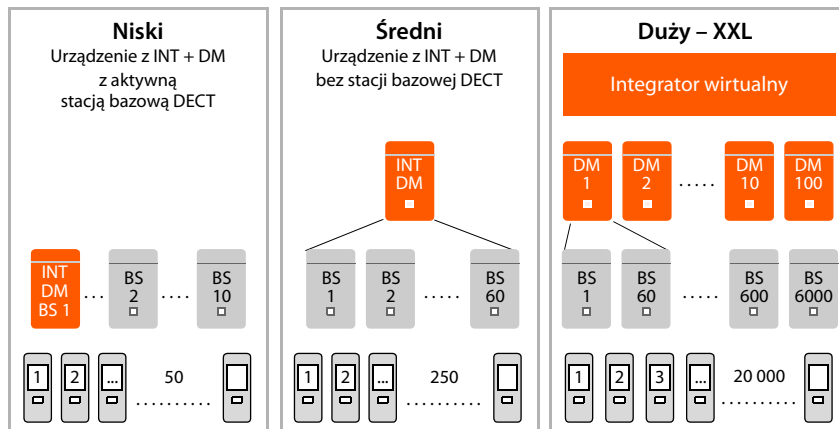 Niski
Urządzenie z INT + DM
z aktywną
stacją bazową DECT
INT
DM
BS 1
...
BS
2
....
BS
10
1 2 ... 50
..........
Średni
Urządzenie z INT + DM
bez stacji bazowej DECT
INT
DM
BS
1
BS
2
.....
BS
60
1 2 ... 250
..........
Duży – XXL
Integrator wirtualny
DM
1
DM
2
.....
DM
10
DM
100
BS
1
BS
60
.....
BS
600
BS
6000
1 2 3 ... 20 000
..........